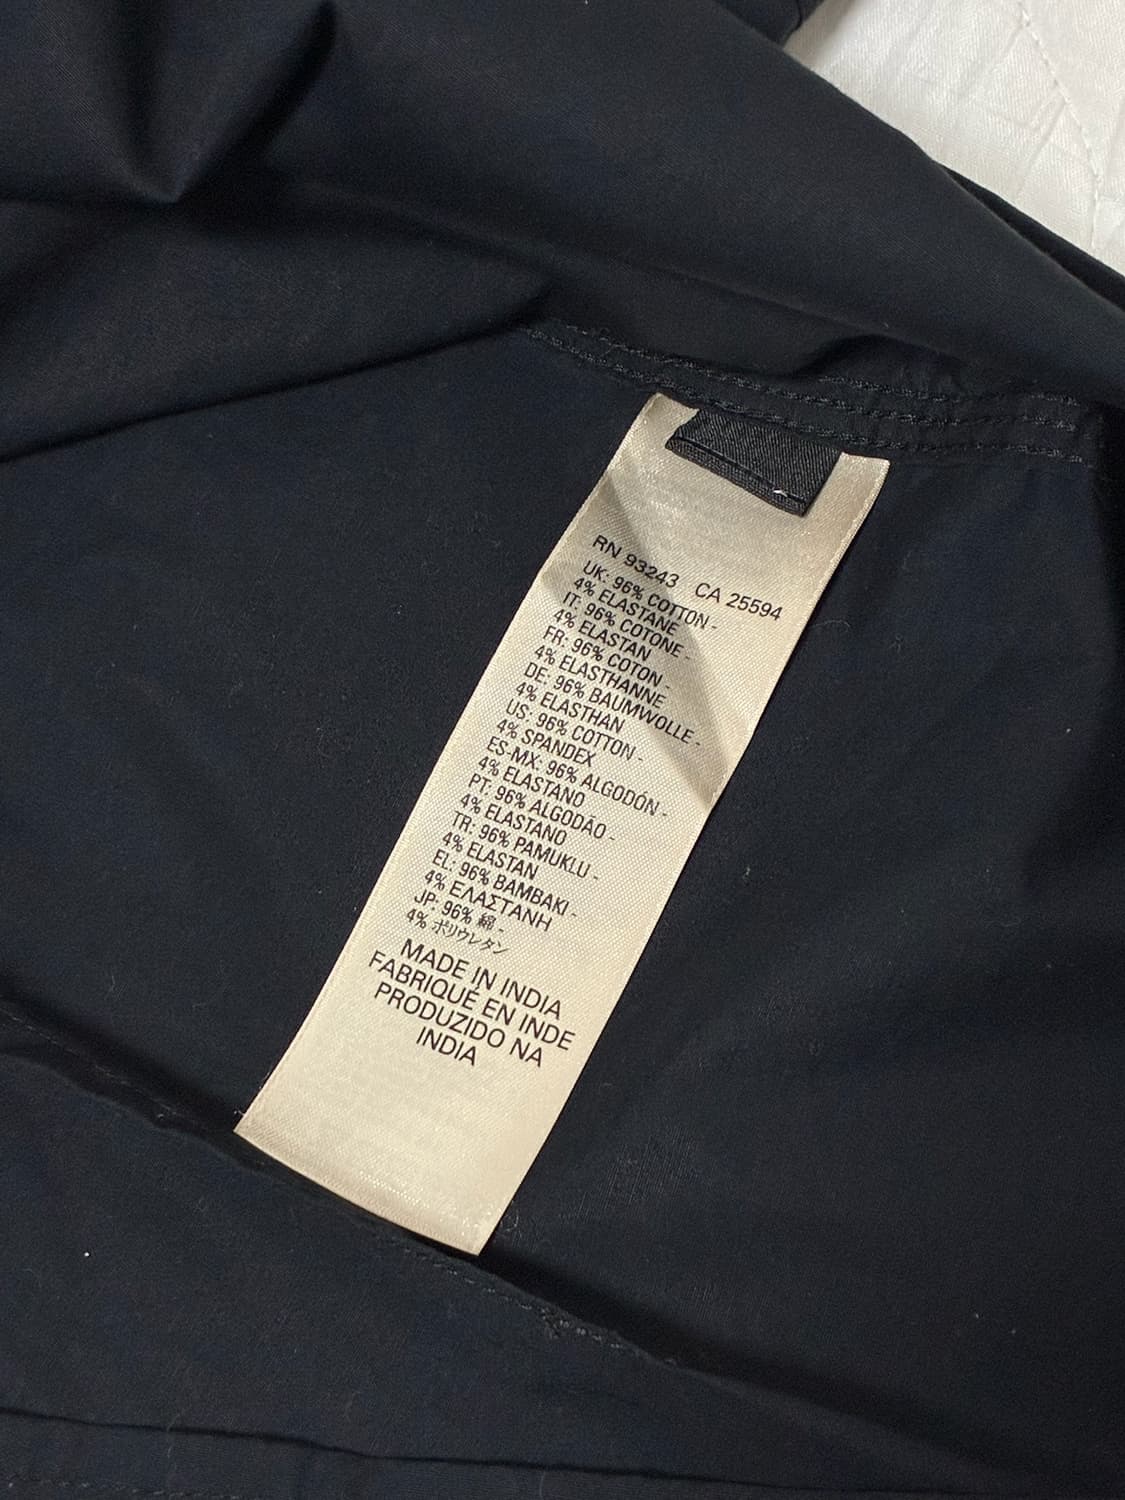 RN 93243 CA 25594
UK: 96% COTTON -
4% ELASTANE
IT: 96% COTONE -
4% ELASTAN
FR: 96% COTON -
4% ELASTHANNE
DE: 96% BAUMWOLLE -
4% ELASTHAN
US: 96% COTTON -
4% SPANDEX
ES-MX: 96% ALGODÓN -
4% ELASTANO
PT: 96% ALGODÃO -
4% ELASTANO
TR: 96% PAMUKLU -
4% ELASTAN
EL: 96% BAMBAKI -
4% ΕΛΑΣΤΑΝΗ
JP: 96% 綿 -
4% ポリウレタン
MADE IN INDIA
FABRIQUÉ EN INDE
PRODUZIDO NA
INDIA